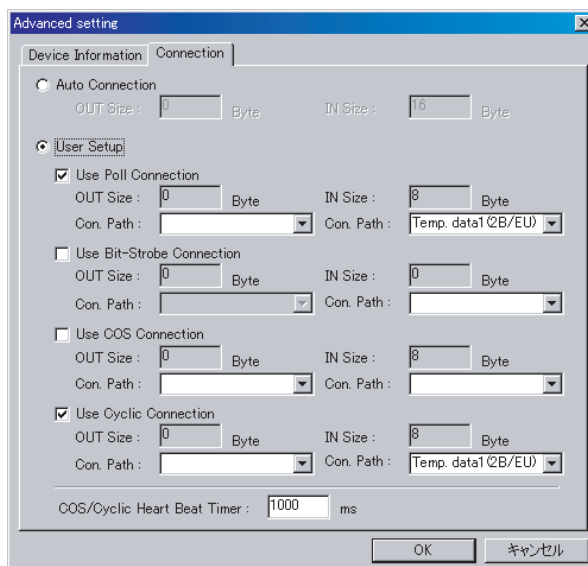 Advanced setting
Device Information Connection
Auto Connection
OUT Size : 0 Byte IN Size : 16 Byte
User Setup
Use Poll Connection
OUT Size : 0 Byte IN Size : 8 Byte
Con. Path : Con. Path : Temp. data1(2B/EU)
Use Bit-Strobe Connection
OUT Size : 0 Byte IN Size : 0 Byte
Con. Path : Con. Path :
Use COS Connection
OUT Size : 0 Byte IN Size : 8 Byte
Con. Path : Con. Path :
Use Cyclic Connection
OUT Size : 0 Byte IN Size : 8 Byte
Con. Path : Con. Path : Temp. data1(2B/EU)
COS/Cyclic Heart Beat Timer : 1000 ms
OK キャンセル